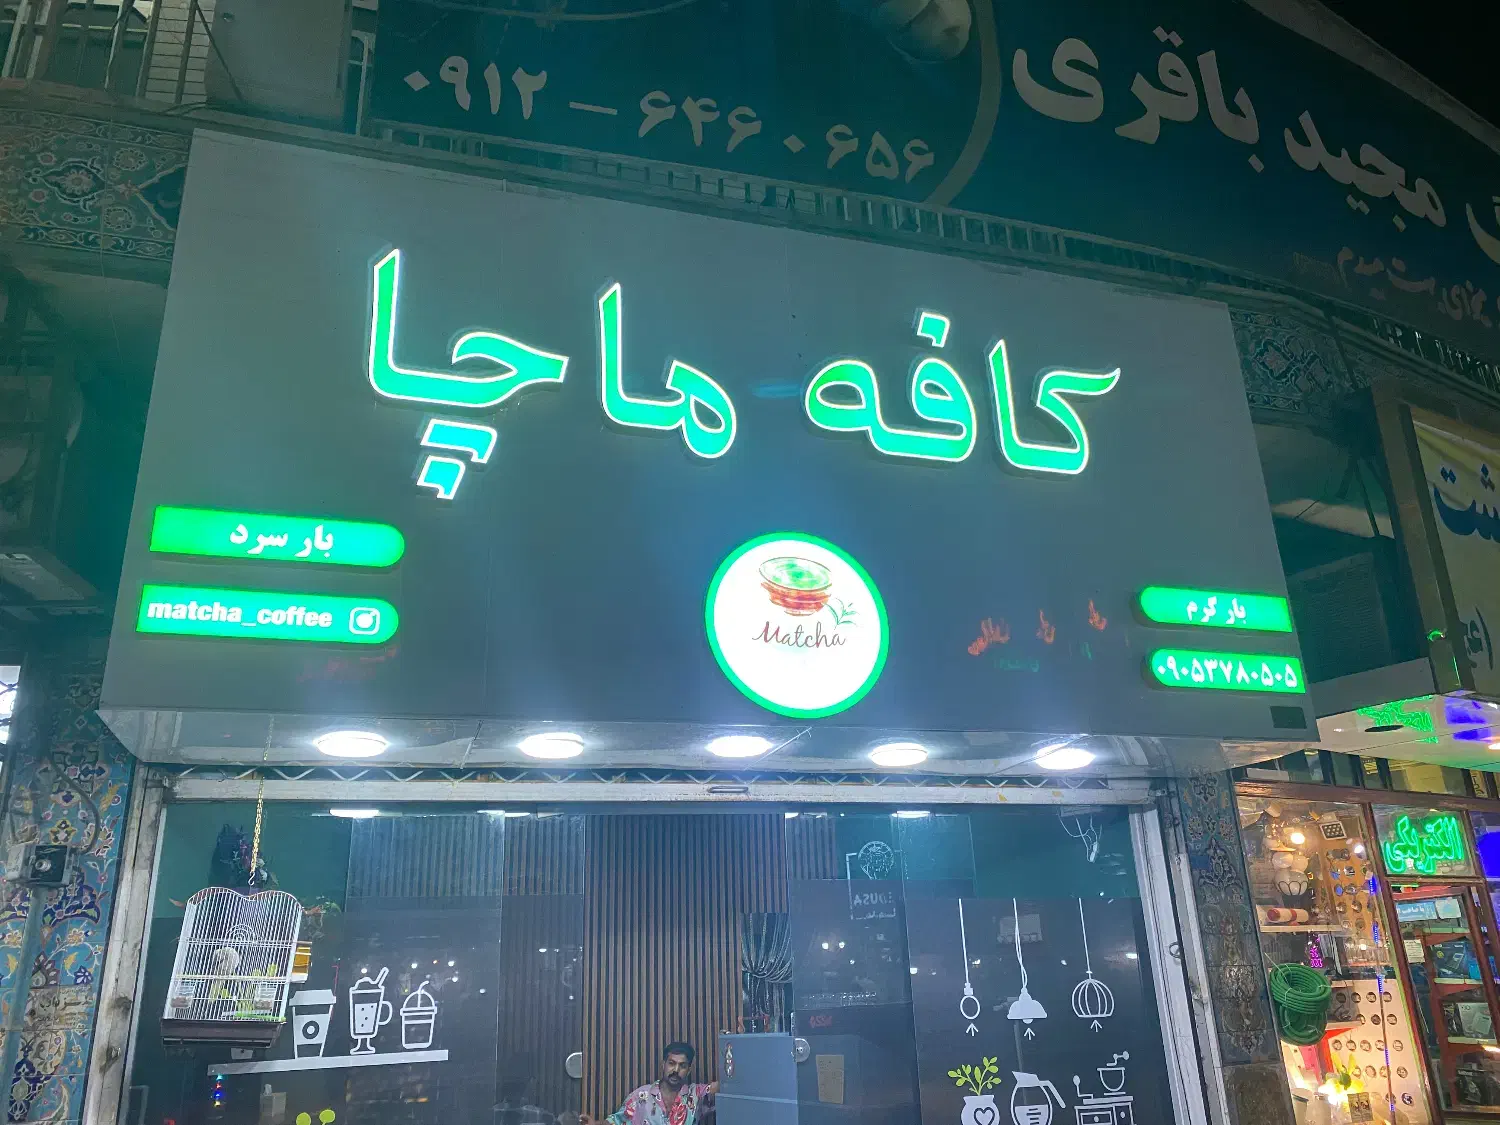 مجید باقری
۰۹۱۲ – ۶۴۶۰۶۵۶
کافه ماچا
بار سرد
matcha_coffee
Matcha
بار گرم
۰۹۰۵۳۷۸۰۵۰۵
الکتریکی